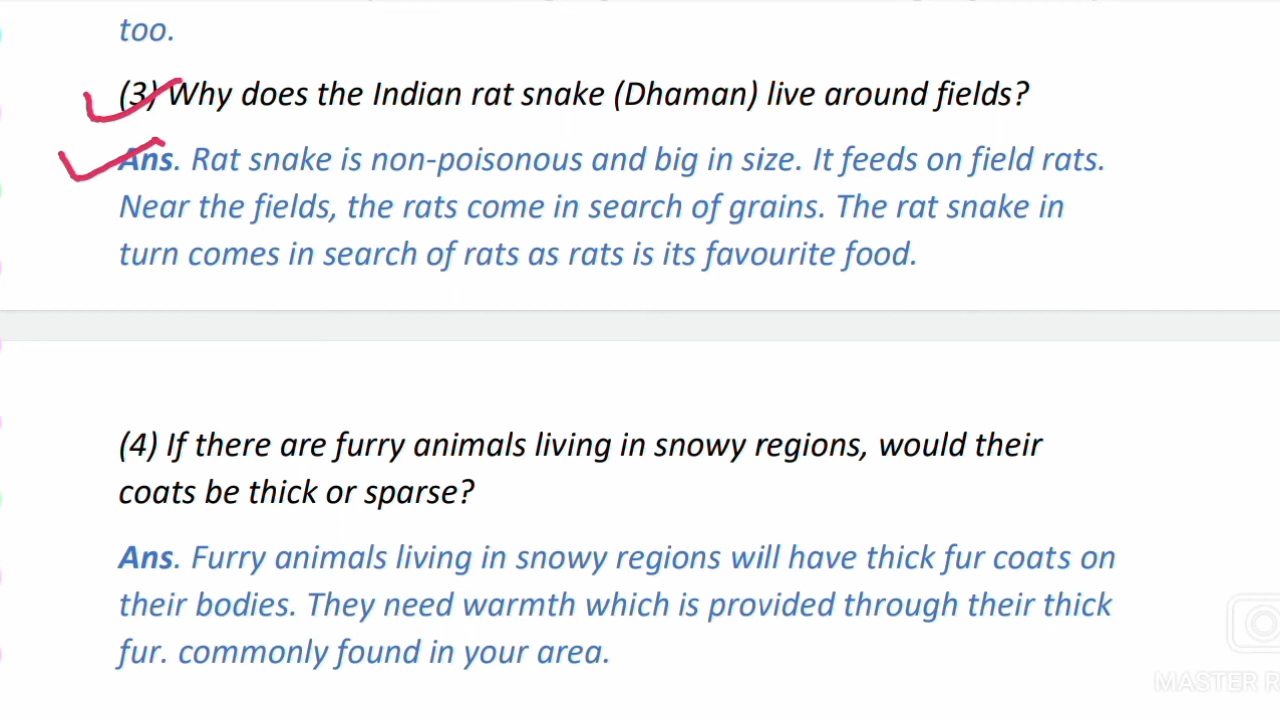 too.
(3) Why does the Indian rat snake (Dhaman) live around fields?
Ans. Rat snake is non-poisonous and big in size. It feeds on field rats.
Near the fields, the rats come in search of grains. The rat snake in
turn comes in search of rats as rats is its favourite food.
(4) If there are furry animals living in snowy regions, would their
coats be thick or sparse?
Ans. Furry animals living in snowy regions will have thick fur coats on
their bodies. They need warmth which is provided through their thick
fur. commonly found in your area.
MASTER R